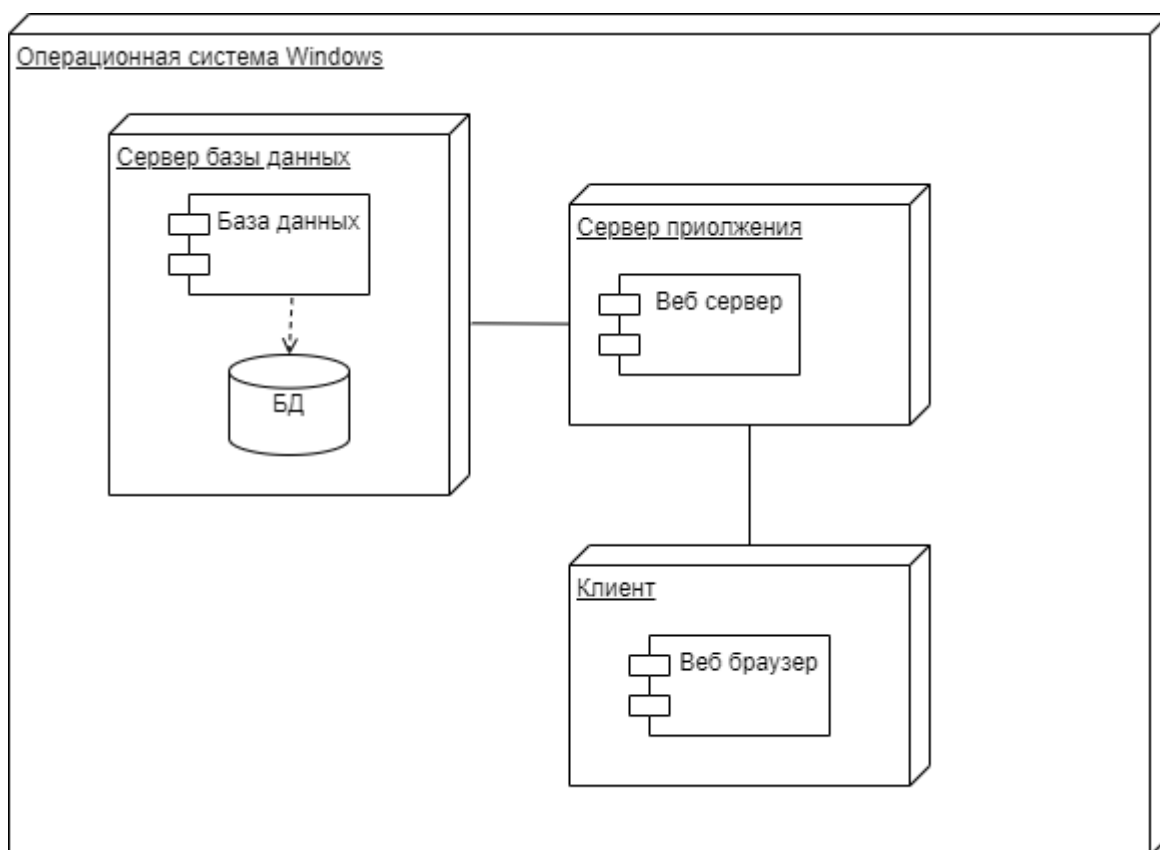 Операционная система Windows
Сервер базы данных
База данных
БД
Сервер приолжения
Веб сервер
Клиент
Веб браузер